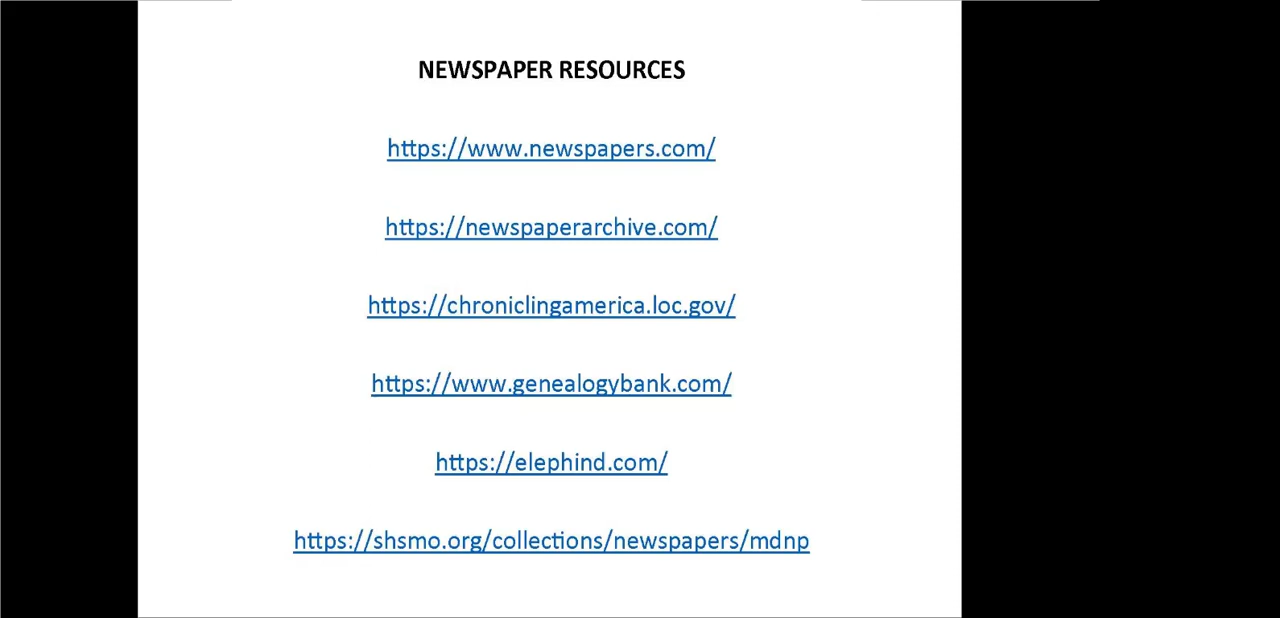 NEWSPAPER RESOURCES
https://www.newspapers.com/
https://newspaperarchive.com/
https://chroniclingamerica.loc.gov/
https://www.genealogybank.com/
https://elephind.com/
https://shsmo.org/collections/newspapers/mdnp